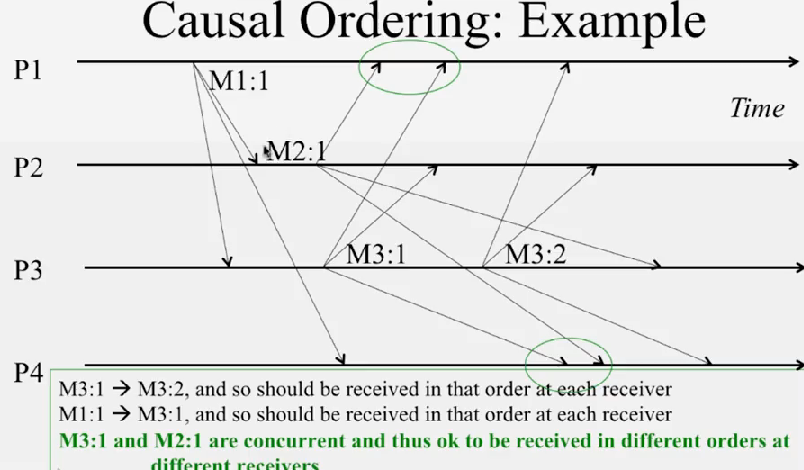 Causal Ordering: Example
P1
M1:1
Time
M2:1
P2
M3:1
M3:2
P3
P4
M3:1 → M3:2, and so should be received in that order at each receiver
M1:1 → M3:1, and so should be received in that order at each receiver
M3:1 and M2:1 are concurrent and thus ok to be received in different orders at
different receivers